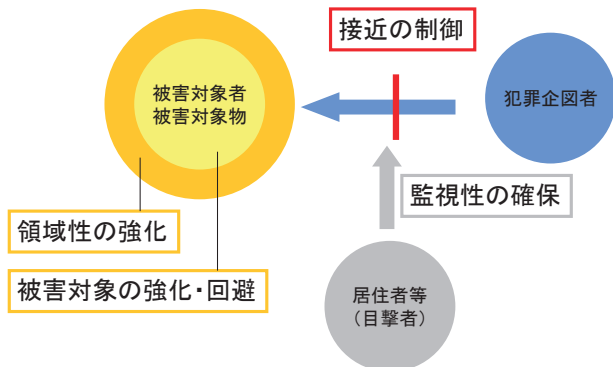 接近の制御
被害対象者
被害対象物
犯罪企図者
監視性の確保
領域性の強化
被害対象の強化・回避
居住者等
（目撃者）